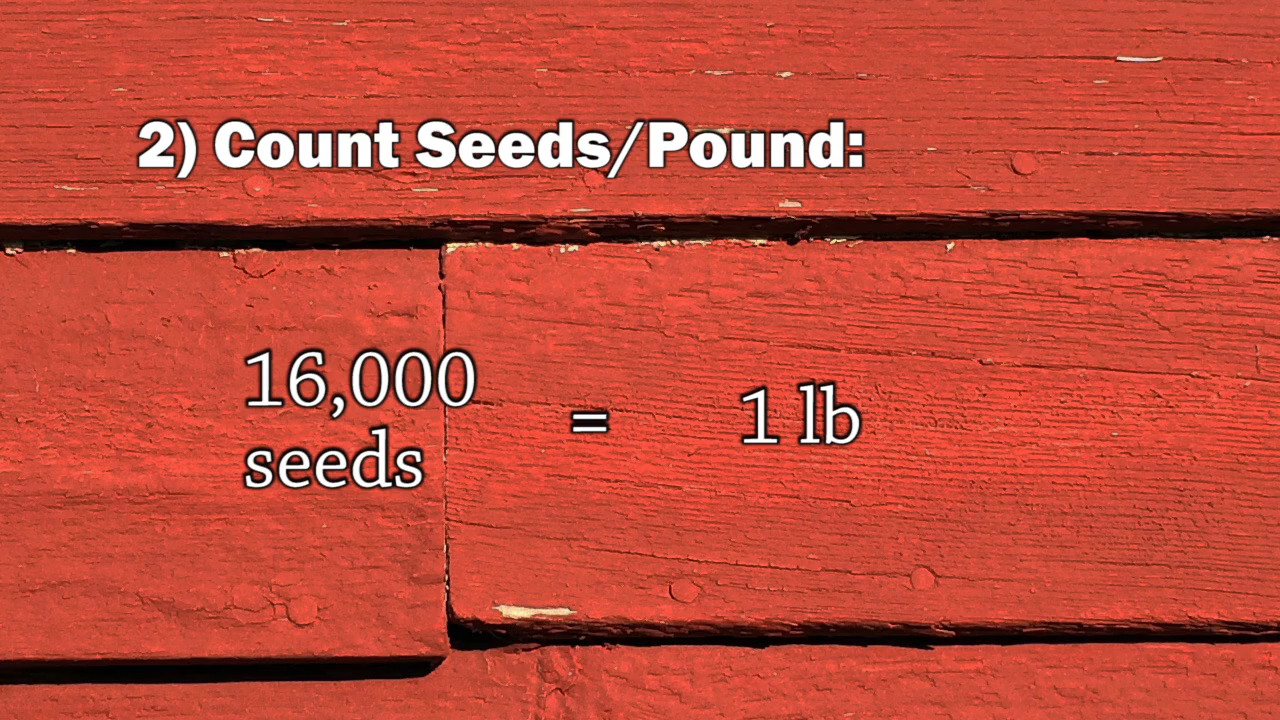 2) Count Seeds/Pound:
16,000
seeds
=
1 lb